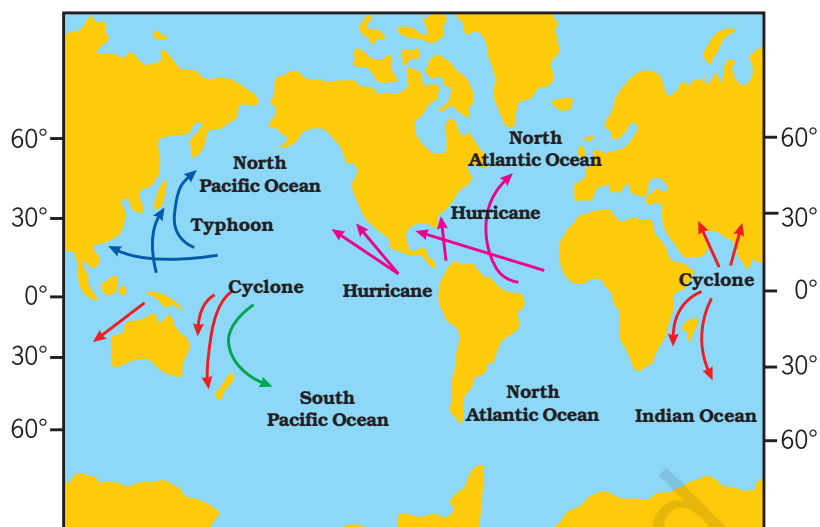 60°
30°
0°
30°
60°
North
Pacific Ocean
Typhoon
Cyclone
Hurricane
South
Pacific Ocean
North
Atlantic Ocean
Hurricane
North
Atlantic Ocean
Cyclone
Indian Ocean
60°
30°
0°
30°
60°
d